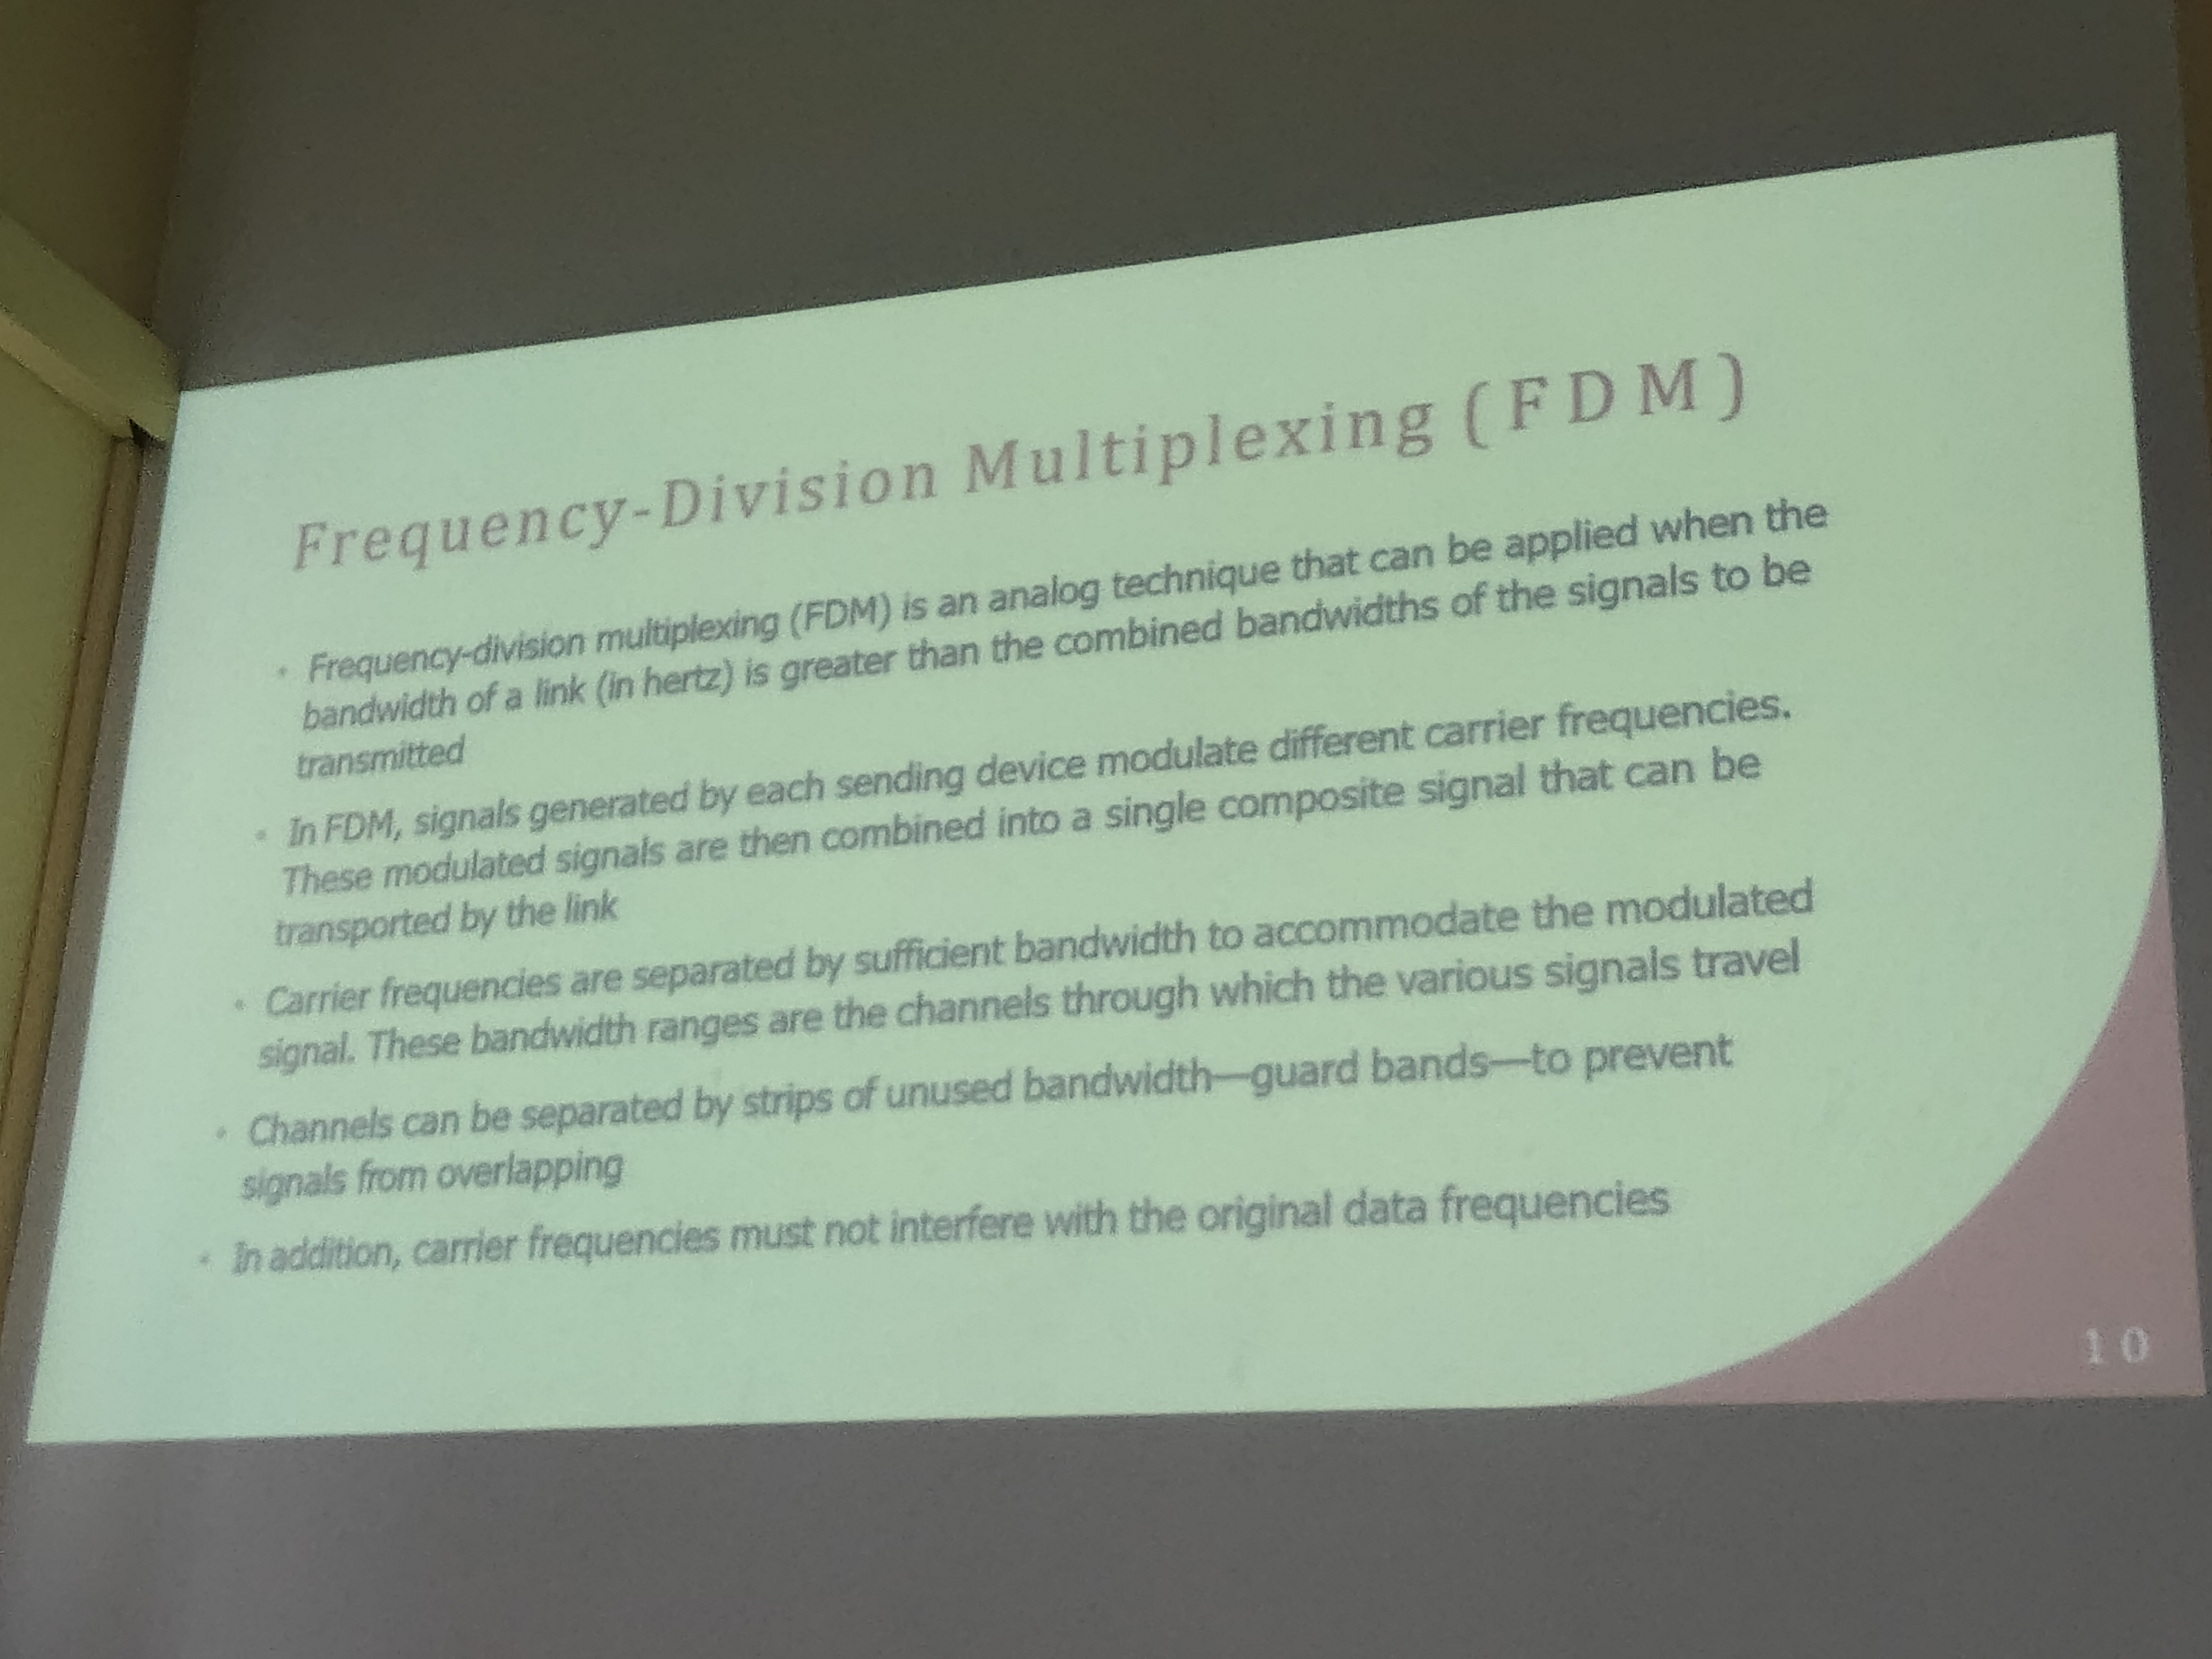 Frequency-Division Multiplexing (FDM)
• Frequency-division multiplexing (FDM) is an analog technique that can be applied when the
bandwidth of a link (in hertz) is greater than the combined bandwidths of the signals to be
transmitted
• In FDM, signals generated by each sending device modulate different carrier frequencies.
These modulated signals are then combined into a single composite signal that can be
transported by the link
• Carrier frequencies are separated by sufficient bandwidth to accommodate the modulated
signal. These bandwidth ranges are the channels through which the various signals travel
• Channels can be separated by strips of unused bandwidth—guard bands—to prevent
signals from overlapping
• In addition, carrier frequencies must not interfere with the original data frequencies
10